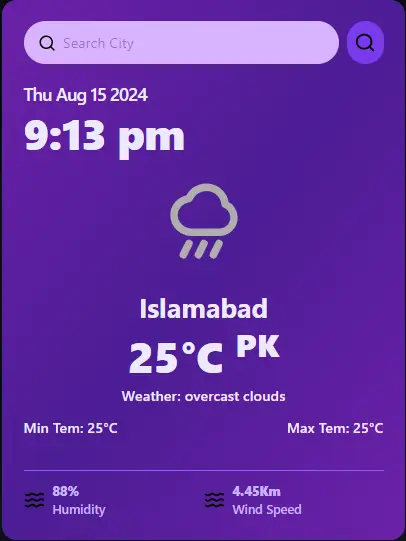 Search City
Thu Aug 15 2024
9:13 pm
Islamabad
25°C PK
Weather: overcast clouds
Min Tem: 25°C
Max Tem: 25°C
88%
Humidity
4.45Km
Wind Speed